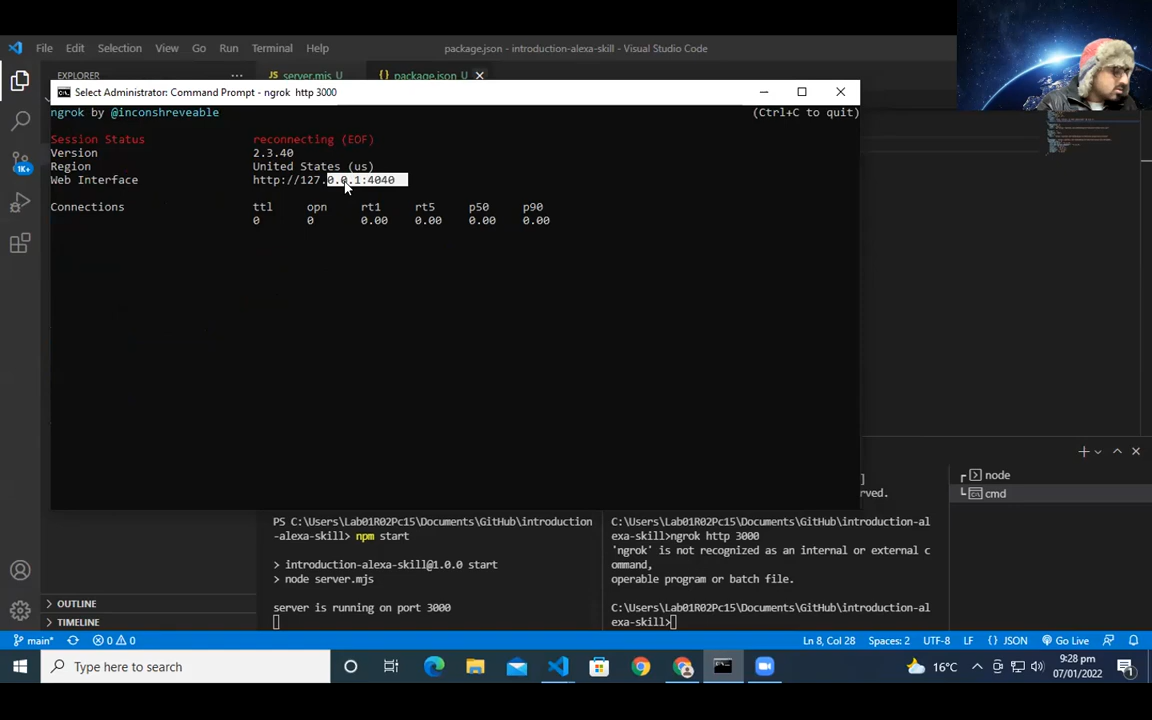 File Edit Selection View Go Run Terminal Help
package.json - introduction-alexa-skill - Visual Studio Code
EXPLORER
...
JS server.mjs U
{} package.json U
Select Administrator: Command Prompt - ngrok http 3000
ngrok by @inconshreveable (Ctrl+C to quit)
Session Status reconnecting (EOF)
Version 2.3.40
Region United States (us)
Web Interface http://127.0.0.1:4040
Connections ttl opn rt1 rt5 p50 p90
0 0 0.00 0.00 0.00 0.00
1K+
]
rved.
node
cmd
PS C:\Users\Lab01R02Pc15\Documents\GitHub\introduction
-alexa-skill> npm start
> introduction-alexa-skill@1.0.0 start
> node server.mjs
server is running on port 3000
C:\Users\Lab01R02Pc15\Documents\GitHub\introduction-al
exa-skill>ngrok http 3000
'ngrok' is not recognized as an internal or external c
ommand,
operable program or batch file.
C:\Users\Lab01R02Pc15\Documents\GitHub\introduction-al
exa-skill>
OUTLINE
TIMELINE
main* 0 0
Ln 8, Col 28 Spaces: 2 UTF-8 LF {} JSON Go Live
Type here to search
16°C
9:28 pm
07/01/2022
1